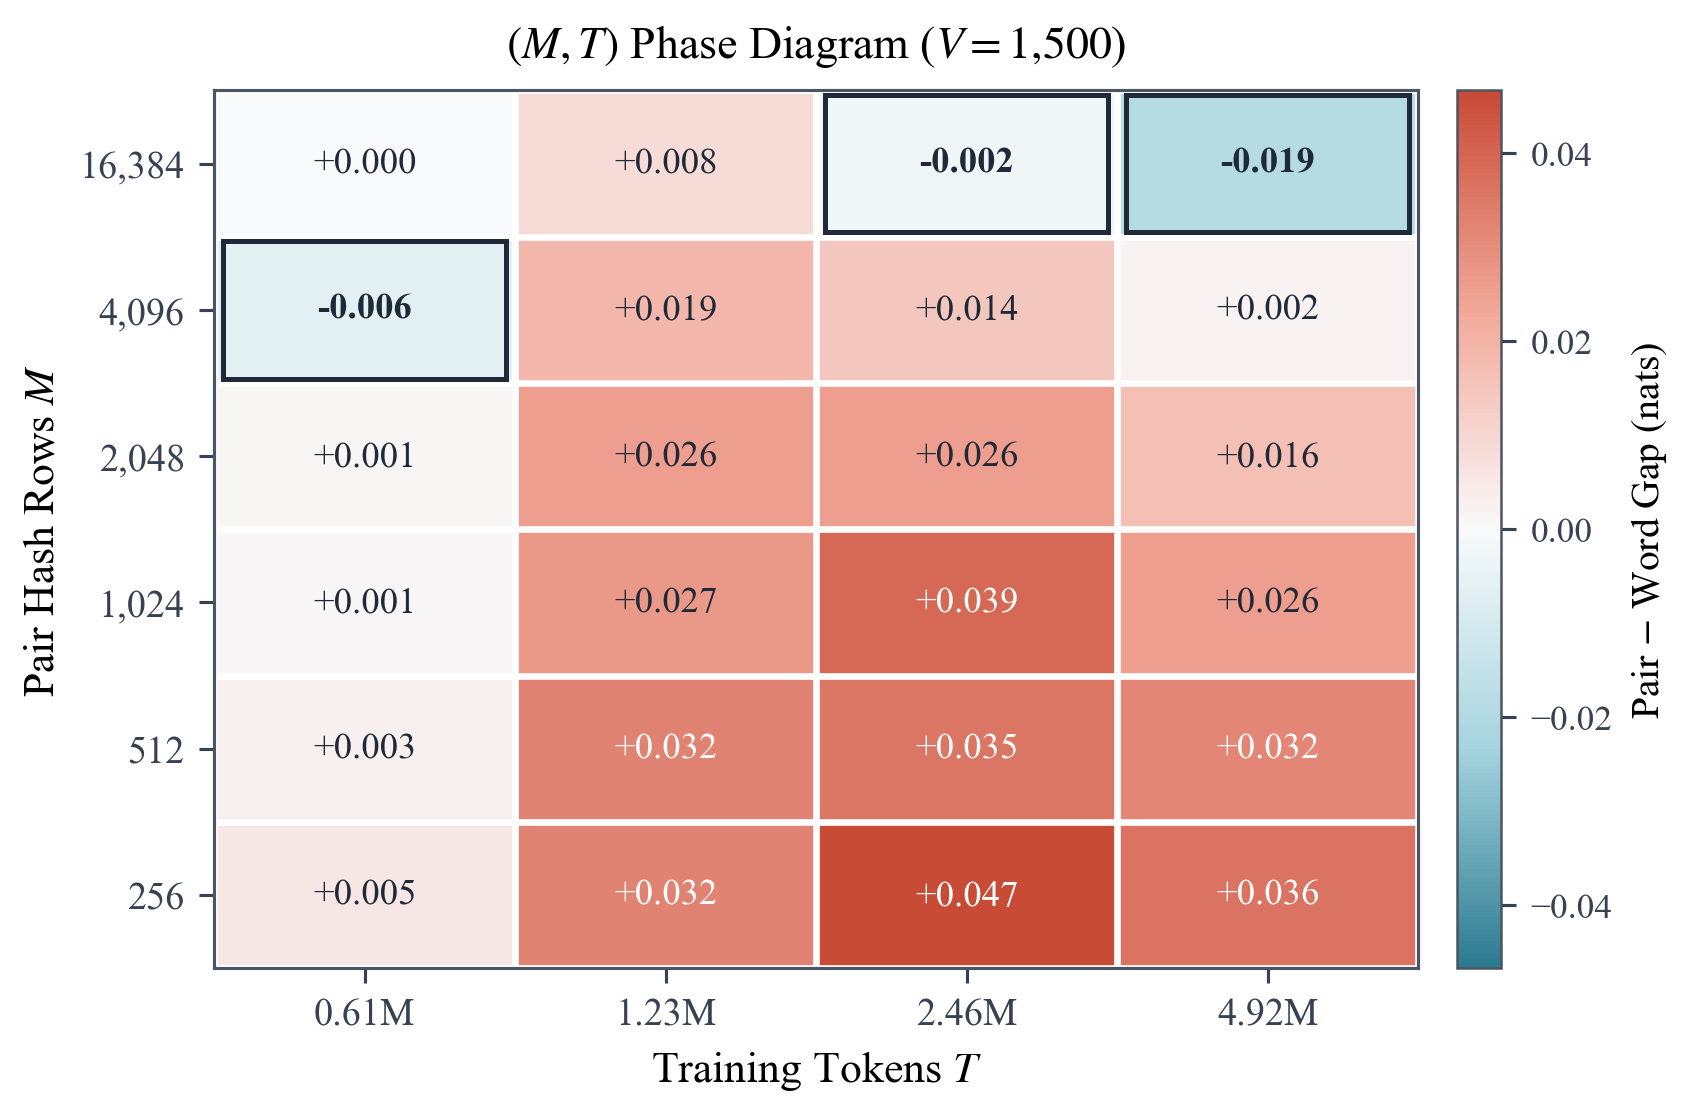 (M, T) Phase Diagram (V = 1,500)
Pair Hash Rows M
16,384 +0.000 +0.008 -0.002 -0.019
4,096 -0.006 +0.019 +0.014 +0.002
2,048 +0.001 +0.026 +0.026 +0.016
1,024 +0.001 +0.027 +0.039 +0.026
512 +0.003 +0.032 +0.035 +0.032
256 +0.005 +0.032 +0.047 +0.036
0.61M 1.23M 2.46M 4.92M
Training Tokens T
0.04
0.02
0.00
−0.02
−0.04
Pair − Word Gap (nats)